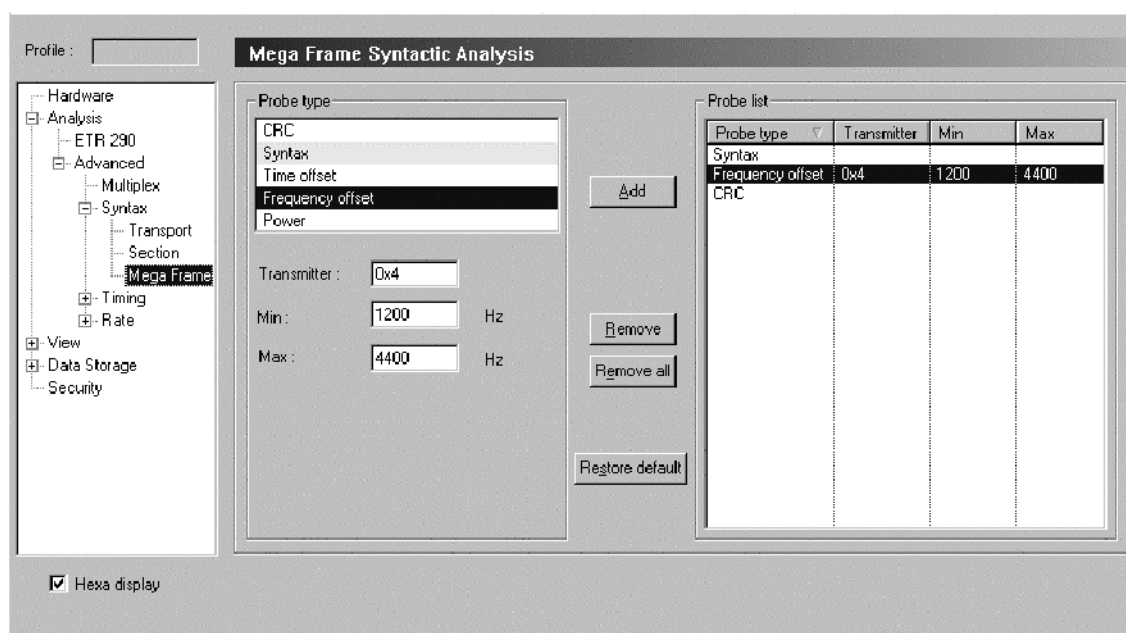 Profile :
Mega Frame Syntactic Analysis
Hardware
Analysis
ETR 290
Advanced
Multiplex
Syntax
Transport
Section
Mega Frame
Timing
Rate
View
Data Storage
Security
Probe type
CRC
Syntax
Time offset
Frequency offset
Power
Transmitter : 0x4
Min : 1200 Hz
Max : 4400 Hz
Add
Remove
Remove all
Restore default
Probe list
Probe type Transmitter Min Max
Syntax
Frequency offset 0x4 1200 4400
CRC
Hexa display